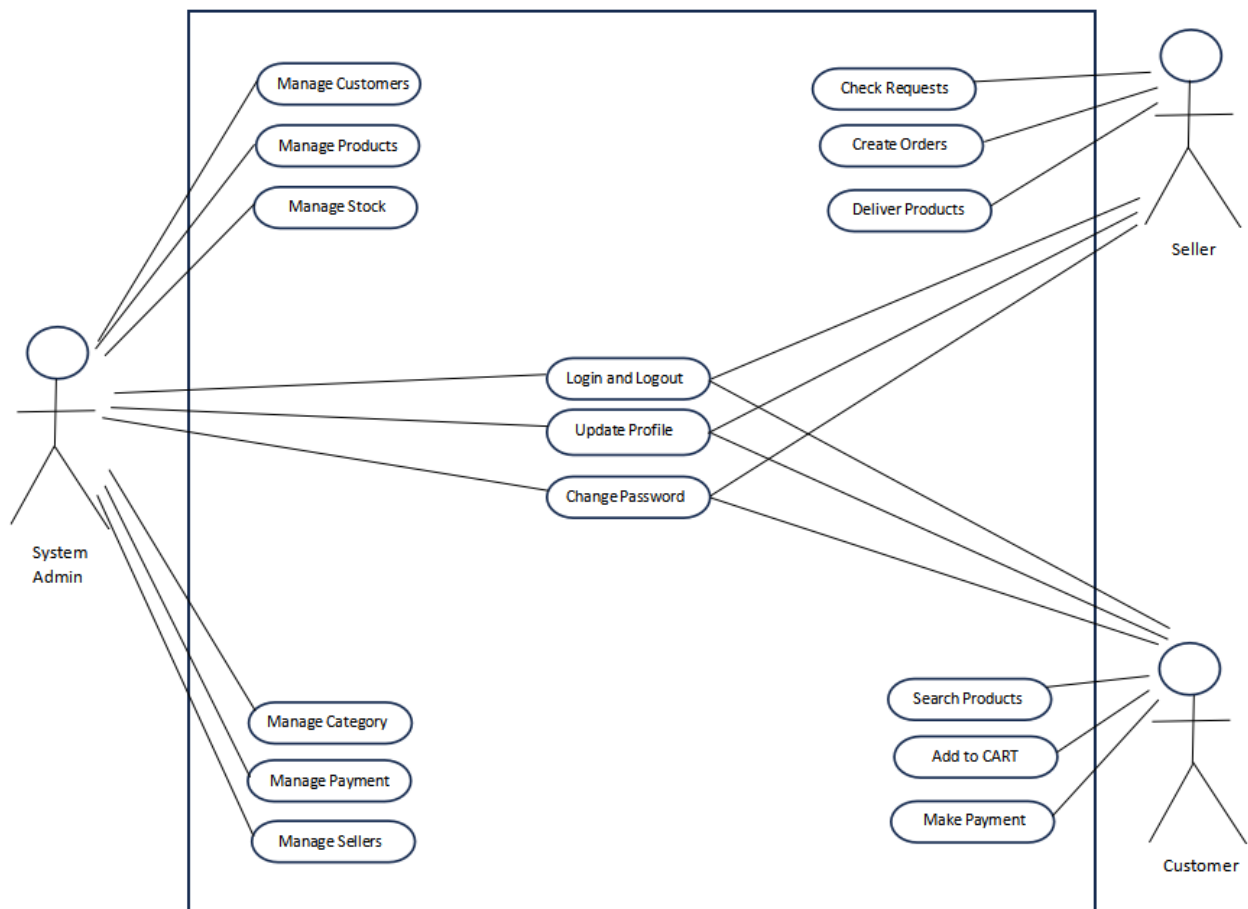 Manage Customers
Manage Products
Manage Stock
Check Requests
Create Orders
Deliver Products
Seller
Login and Logout
Update Profile
Change Password
System
Admin
Manage Category
Manage Payment
Manage Sellers
Search Products
Add to CART
Make Payment
Customer